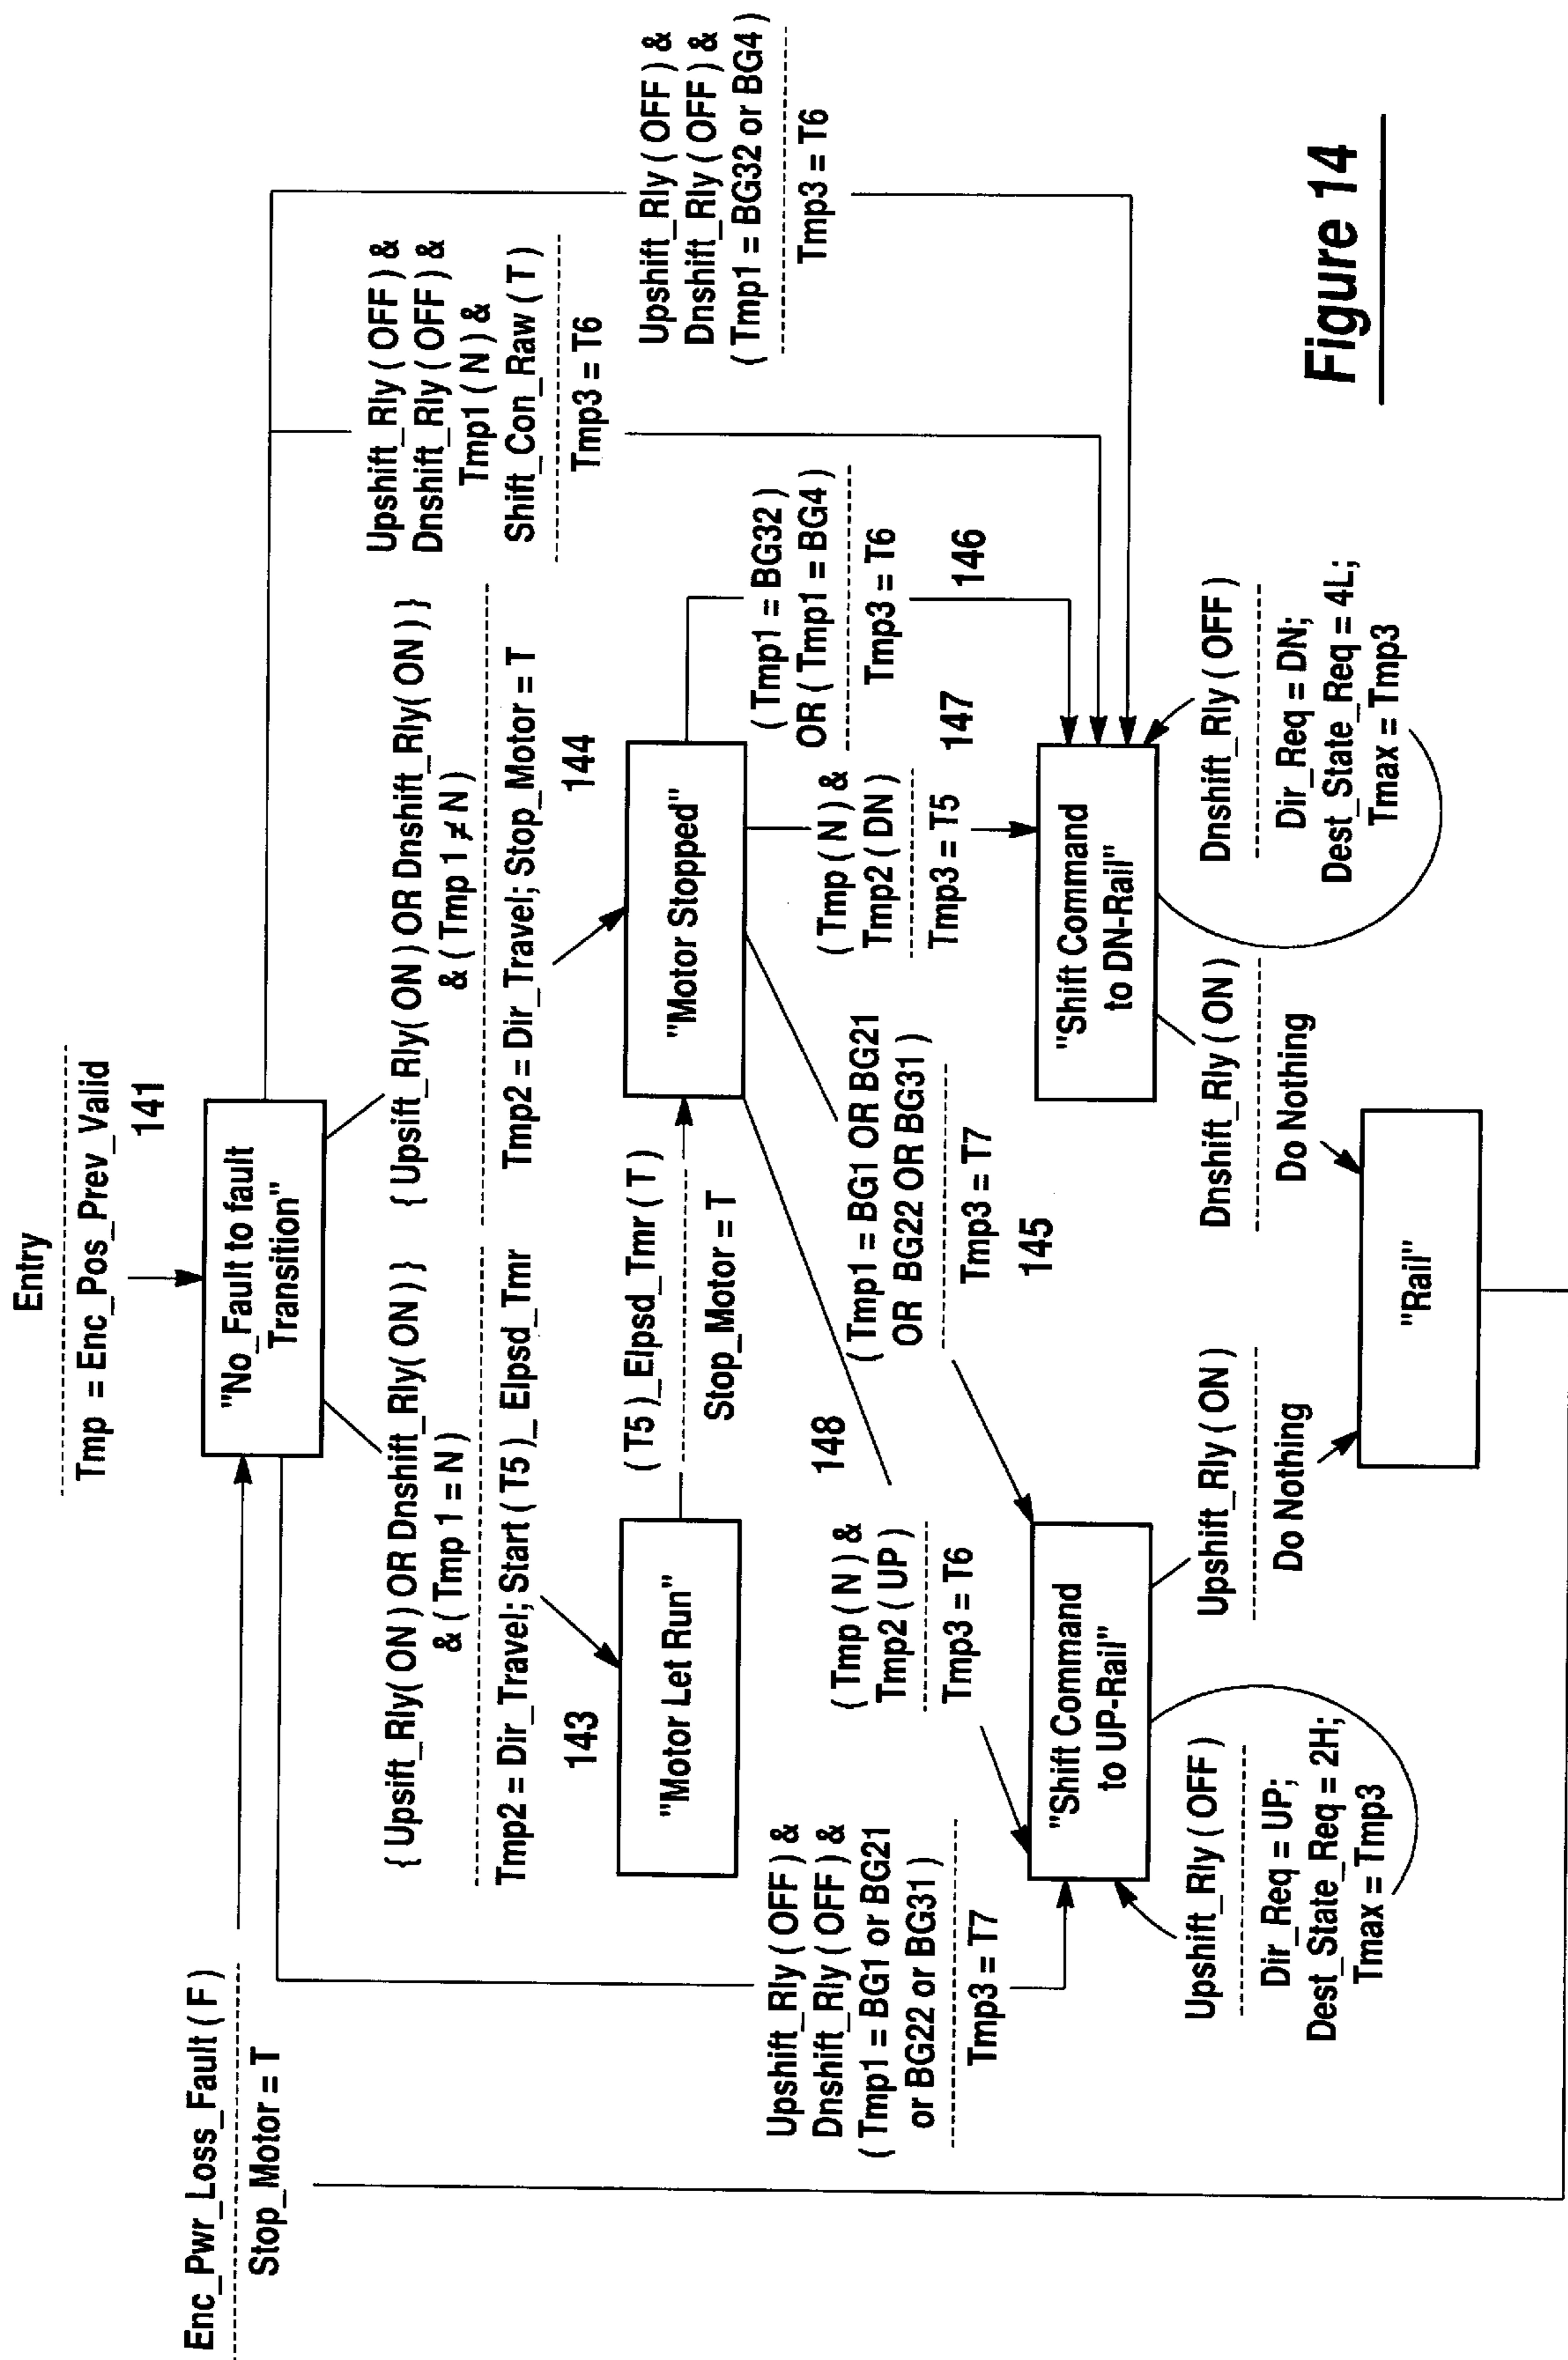 Entry
Tmp = Enc_Pos_Prev_Valid
141
Enc_Pwr_Loss_Fault ( F )
Stop_Motor = T
"No_Fault to fault
Transition"
{ Upsift_Rly( ON ) OR Dnshift_Rly( ON ) }
& ( Tmp 1 = N )
Tmp2 = Dir_Travel; Start ( T5 )_ Elpsd_Tmr
143
{ Upsift_Rly( ON ) OR Dnshift_Rly( ON ) }
& ( Tmp 1 ≠ N )
Tmp2 = Dir_Travel; Stop_Motor = T
144
Upshift_Rly ( OFF ) &
Dnshift_Rly ( OFF ) &
Tmp1 ( N ) &
Shift_Con_Raw ( T )
Tmp3 = T6
Upshift_Rly ( OFF ) &
Dnshift_Rly ( OFF ) &
( Tmp1 = BG32 or BG4 )
Tmp3 = T6
"Motor Let Run"
( T5 )_Elpsd_Tmr ( T )
Stop_Motor = T
"Motor Stopped"
Upshift_Rly ( OFF ) &
Dnshift_Rly ( OFF ) &
( Tmp1 = BG1 or BG21
or BG22 or BG31 )
Tmp3 = T7
148
( Tmp ( N ) &
Tmp2 ( UP )
Tmp3 = T6
( Tmp1 = BG1 OR BG21
OR BG22 OR BG31 )
Tmp3 = T7
145
( Tmp ( N ) &
Tmp2 ( DN )
Tmp3 = T5
147
( Tmp1 = BG32 )
OR ( Tmp1 = BG4 )
Tmp3 = T6
146
"Shift Command
to UP-Rail"
"Shift Command
to DN-Rail"
Upshift_Rly ( OFF )
Dir_Req = UP;
Dest_State_Req = 2H;
Tmax = Tmp3
Upshift_Rly ( ON )
Do Nothing
Dnshift_Rly ( ON )
Do Nothing
Dnshift_Rly ( OFF )
Dir_Req = DN;
Dest_State_Req = 4L;
Tmax = Tmp3
"Rail"
Figure 14